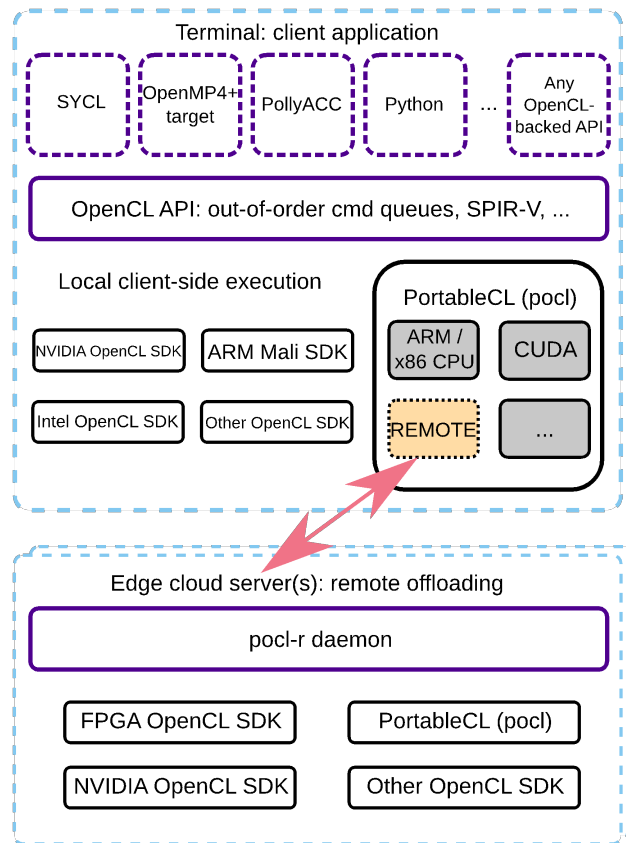 Terminal: client application
SYCL
OpenMP4+
target
PollyACC
Python
...
Any
OpenCL-
backed API
OpenCL API: out-of-order cmd queues, SPIR-V, ...
Local client-side execution
NVIDIA OpenCL SDK
ARM Mali SDK
Intel OpenCL SDK
Other OpenCL SDK
PortableCL (pocl)
ARM /
x86 CPU
CUDA
REMOTE
...
Edge cloud server(s): remote offloading
pocl-r daemon
FPGA OpenCL SDK
PortableCL (pocl)
NVIDIA OpenCL SDK
Other OpenCL SDK